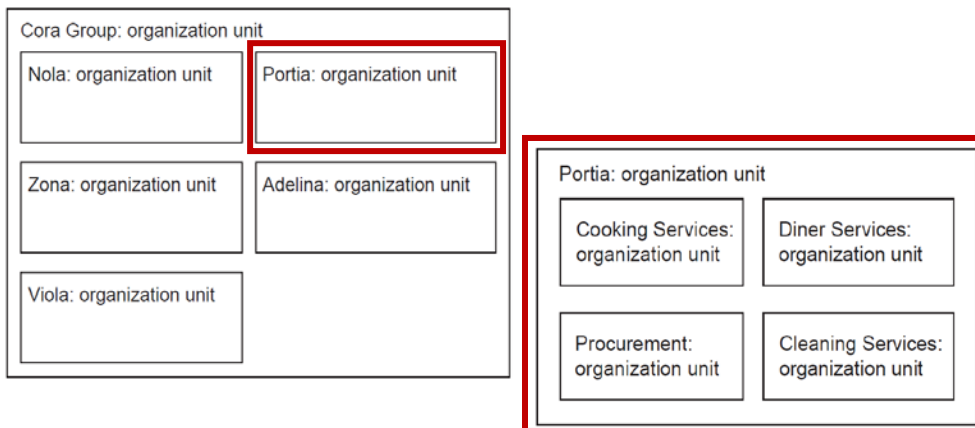 Cora Group: organization unit
Nola: organization unit
Portia: organization unit
Zona: organization unit
Adelina: organization unit
Viola: organization unit
Portia: organization unit
Cooking Services:
organization unit
Diner Services:
organization unit
Procurement:
organization unit
Cleaning Services:
organization unit